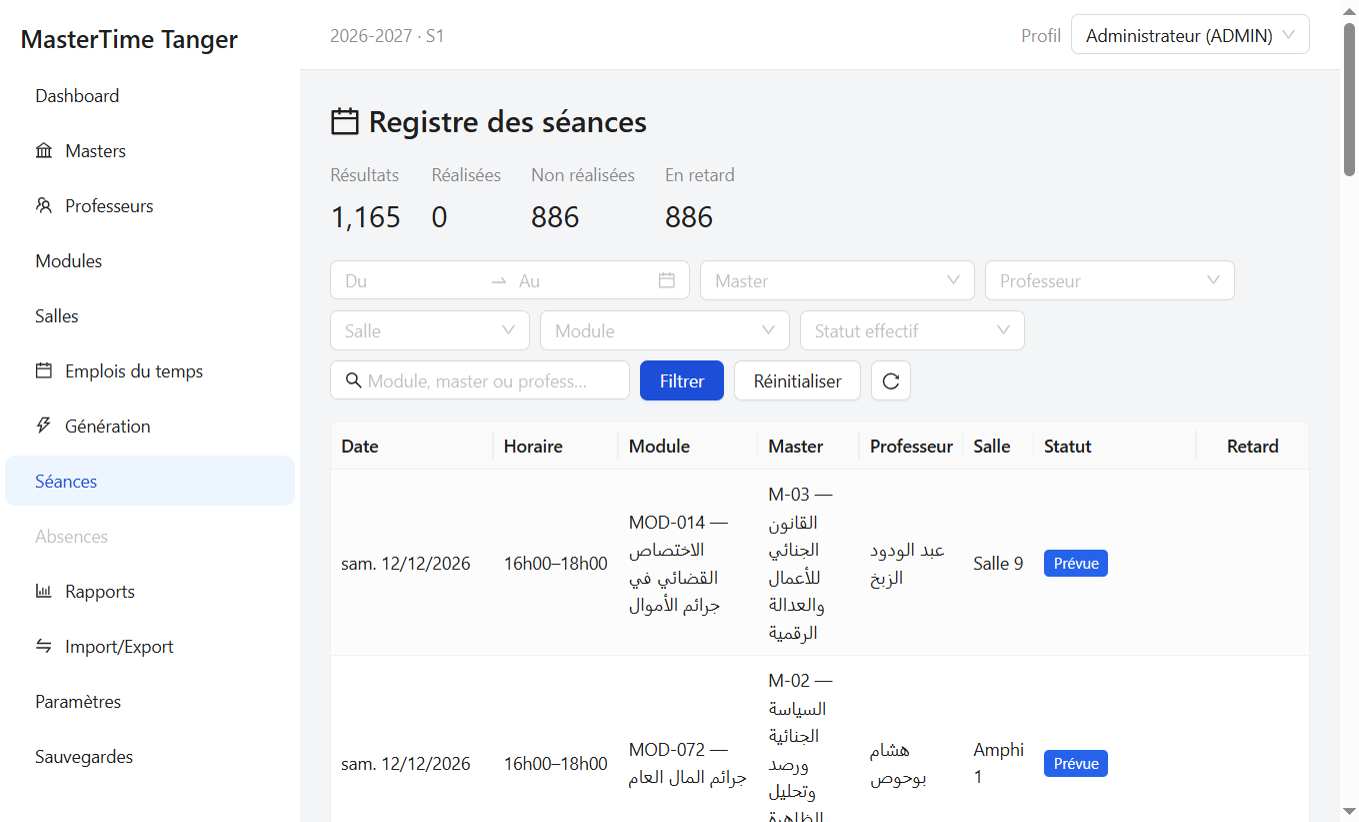 MasterTime Tanger
Dashboard
Masters
Professeurs
Modules
Salles
Emplois du temps
Génération
Séances
Absences
Rapports
Import/Export
Paramètres
Sauvegardes
2026-2027 · S1
Profil
Administrateur (ADMIN)
Registre des séances
Résultats Réalisées Non réalisées En retard
1,165 0 886 886
Du → Au Master Professeur
Salle Module Statut effectif
Module, master ou profess... Filtrer Réinitialiser
Date Horaire Module Master Professeur Salle Statut Retard
sam. 12/12/2026
16h00–18h00
MOD-014 —
الاختصاص
القضائي في
جرائم الأموال
M-03 —
القانون
الجنائي
للأعمال
والعدالة
الرقمية
عبد الودود
الزيخ
Salle 9
Prévue
sam. 12/12/2026
16h00–18h00
MOD-072 —
جرائم المال العام
M-02 —
السياسة
الجنائية
ورصد
وتحليل
الظاهرة
هشام
بوحوص
Amphi
1
Prévue